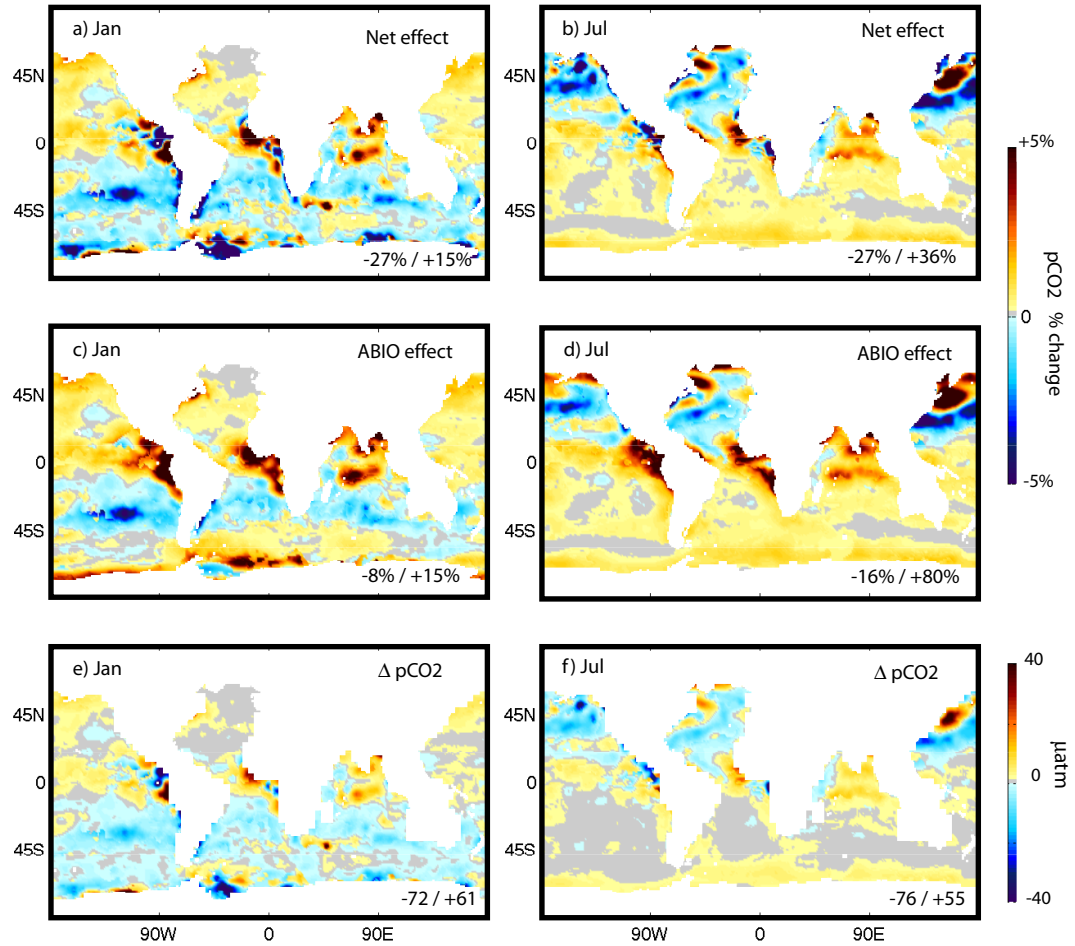 a) Jan
Net effect
45N
0
45S
-27% / +15%
b) Jul
Net effect
45N
0
45S
-27% / +36%
c) Jan
ABIO effect
45N
0
45S
-8% / +15%
d) Jul
ABIO effect
45N
0
45S
-16% / +80%
+5%
0
-5%
pCO2 % change
e) Jan
Δ pCO2
45N
0
45S
-72 / +61
90W
0
90E
f) Jul
Δ pCO2
45N
0
45S
-76 / +55
90W
0
90E
40
0
-40
μatm